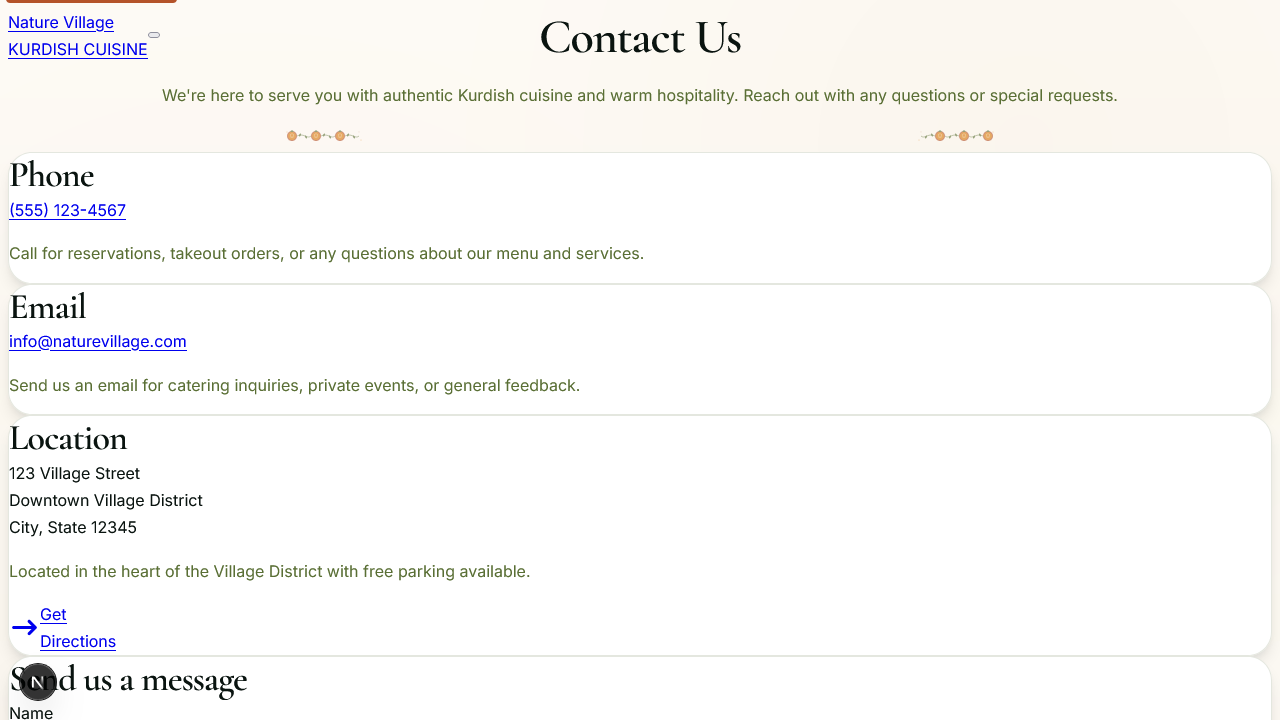 Nature Village
KURDISH CUISINE
Contact Us
We're here to serve you with authentic Kurdish cuisine and warm hospitality. Reach out with any questions or special requests.
Phone
(555) 123-4567
Call for reservations, takeout orders, or any questions about our menu and services.
Email
info@naturevillage.com
Send us an email for catering inquiries, private events, or general feedback.
Location
123 Village Street
Downtown Village District
City, State 12345
Located in the heart of the Village District with free parking available.
Get
Directions
Send us a message
N
Name